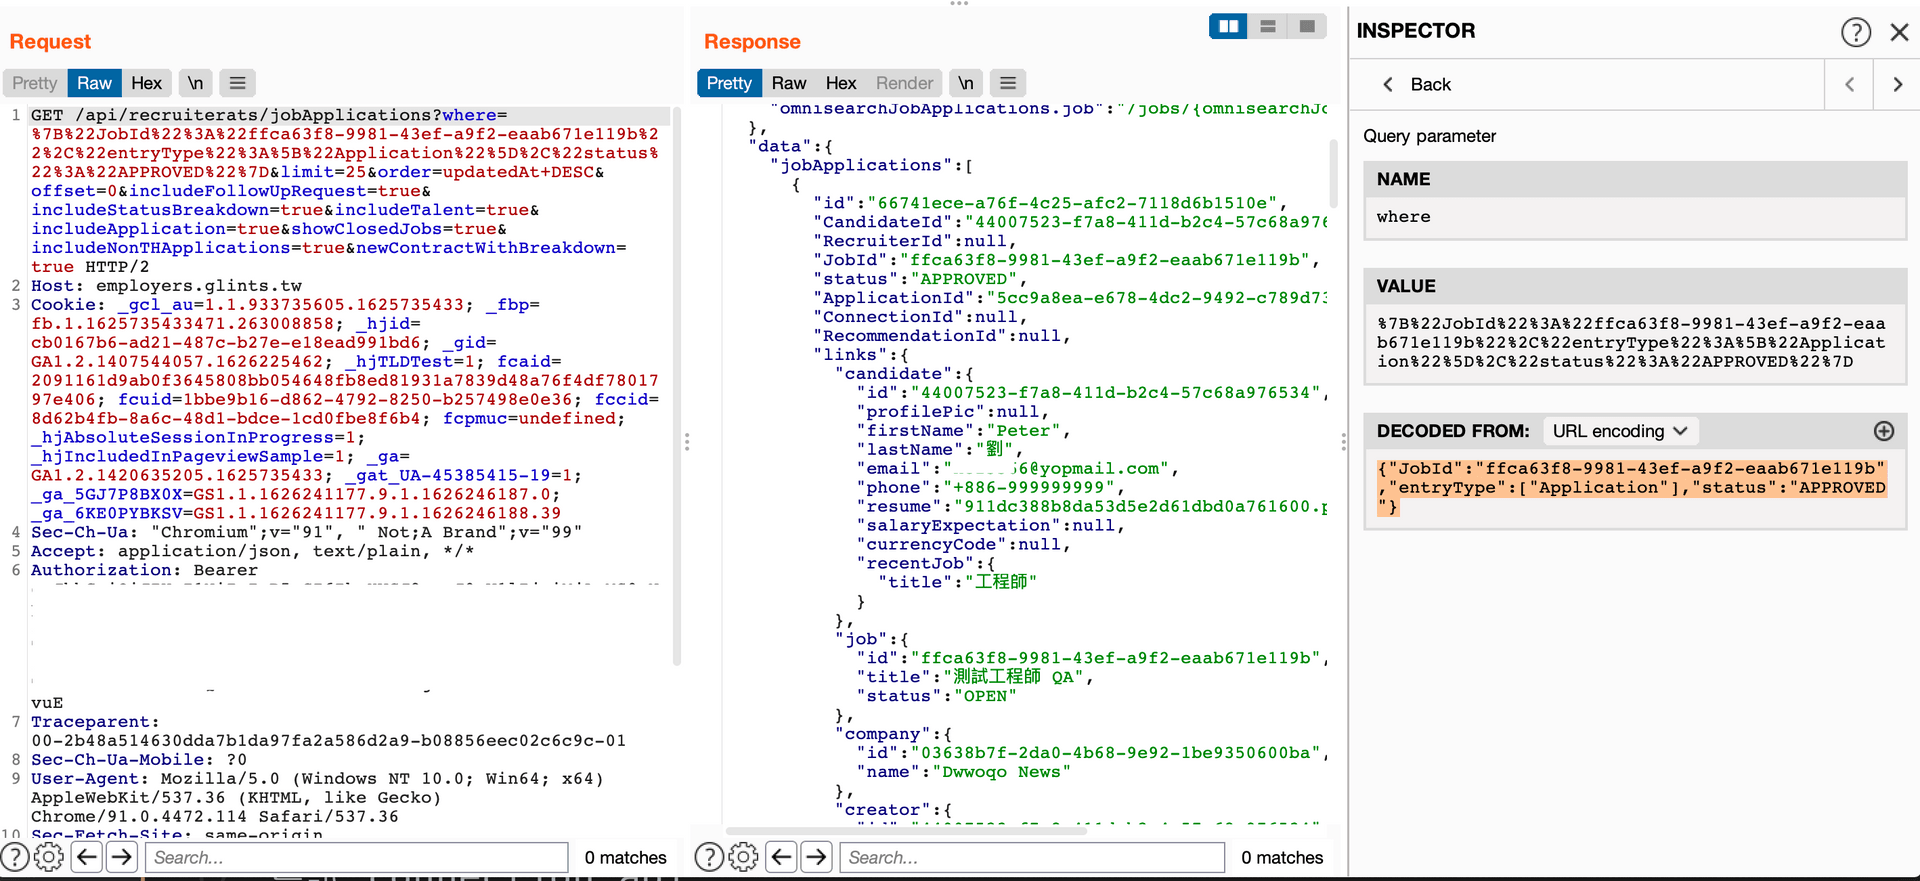 Request
Pretty Raw Hex \n
1 GET /api/recruiterats/jobApplications?where=
%7B%22JobId%22%3A%22ffca63f8-9981-43ef-a9f2-eaab671e119b%2
2%2C%22entryType%22%3A%5B%22Application%22%5D%2C%22status%
22%3A%22APPROVED%22%7D&limit=25&order=updatedAt+DESC&
offset=0&includeFollowUpRequest=true&
includeStatusBreakdown=true&includeTalent=true&
includeApplication=true&showClosedJobs=true&
includeNonTHApplications=true&newContractWithBreakdown=
true HTTP/2
2 Host: employers.glints.tw
3 Cookie: _gcl_au=1.1.933735605.1625735433; _fbp=
fb.1.1625735433471.263008858; _hjid=
cb0167b6-ad21-487c-b27e-e18ead991bd6; _gid=
GA1.2.1407544057.1626225462; _hjTLDTest=1; fcaid=
2091161d9ab0f3645808bb054648fb8ed81931a7839d48a76f4df78017
97e406; fcuid=1bbe9b16-d862-4792-8250-b257498e0e36; fccid=
8d62b4fb-8a6c-48d1-bdce-1cd0fbe8f6b4; fcpmuc=undefined;
_hjAbsoluteSessionInProgress=1;
_hjIncludedInPageviewSample=1; _ga=
GA1.2.1420635205.1625735433; _gat_UA-45385415-19=1;
_ga_5GJ7P8BX0X=GS1.1.1626241177.9.1.1626246187.0;
_ga_6KE0PYBKSV=GS1.1.1626241177.9.1.1626246188.39
4 Sec-Ch-Ua: "Chromium";v="91", " Not;A Brand";v="99"
5 Accept: application/json, text/plain, */*
6 Authorization: Bearer
vuE
7 Traceparent:
00-2b48a514630dda7b1da97fa2a586d2a9-b08856eec02c6c9c-01
8 Sec-Ch-Ua-Mobile: ?0
9 User-Agent: Mozilla/5.0 (Windows NT 10.0; Win64; x64)
AppleWebKit/537.36 (KHTML, like Gecko)
Chrome/91.0.4472.114 Safari/537.36
10 Sec-Fetch-Site: same-origin
Search... 0 matches
Response
Pretty Raw Hex Render \n
"omnisearchJobApplications.job":"/jobs/{omnisearchJo
},
"data":{
"jobApplications":[
{
"id":"66741ece-a76f-4c25-afc2-7118d6b1510e",
"CandidateId":"44007523-f7a8-411d-b2c4-57c68a976
"RecruiterId":null,
"JobId":"ffca63f8-9981-43ef-a9f2-eaab671e119b",
"status":"APPROVED",
"ApplicationId":"5cc9a8ea-e678-4dc2-9492-c789d73
"ConnectionId":null,
"RecommendationId":null,
"links":{
"candidate":{
"id":"44007523-f7a8-411d-b2c4-57c68a976534",
"profilePic":null,
"firstName":"Peter",
"lastName":"劉",
"email":" 6@yopmail.com",
"phone":"+886-999999999",
"resume":"911dc388b8da53d5e2d61dbd0a761600.p
"salaryExpectation":null,
"currencyCode":null,
"recentJob":{
"title":"工程師"
}
},
"job":{
"id":"ffca63f8-9981-43ef-a9f2-eaab671e119b",
"title":"測試工程師 QA",
"status":"OPEN"
},
"company":{
"id":"03638b7f-2da0-4b68-9e92-1be9350600ba",
"name":"Dwwoqo News"
},
"creator":{
Search... 0 matches
INSPECTOR
Back
Query parameter
NAME
where
VALUE
%7B%22JobId%22%3A%22ffca63f8-9981-43ef-a9f2-eaa
b671e119b%22%2C%22entryType%22%3A%5B%22Applicat
ion%22%5D%2C%22status%22%3A%22APPROVED%22%7D
DECODED FROM: URL encoding
{"JobId":"ffca63f8-9981-43ef-a9f2-eaab671e119b"
,"entryType":["Application"],"status":"APPROVED
"}